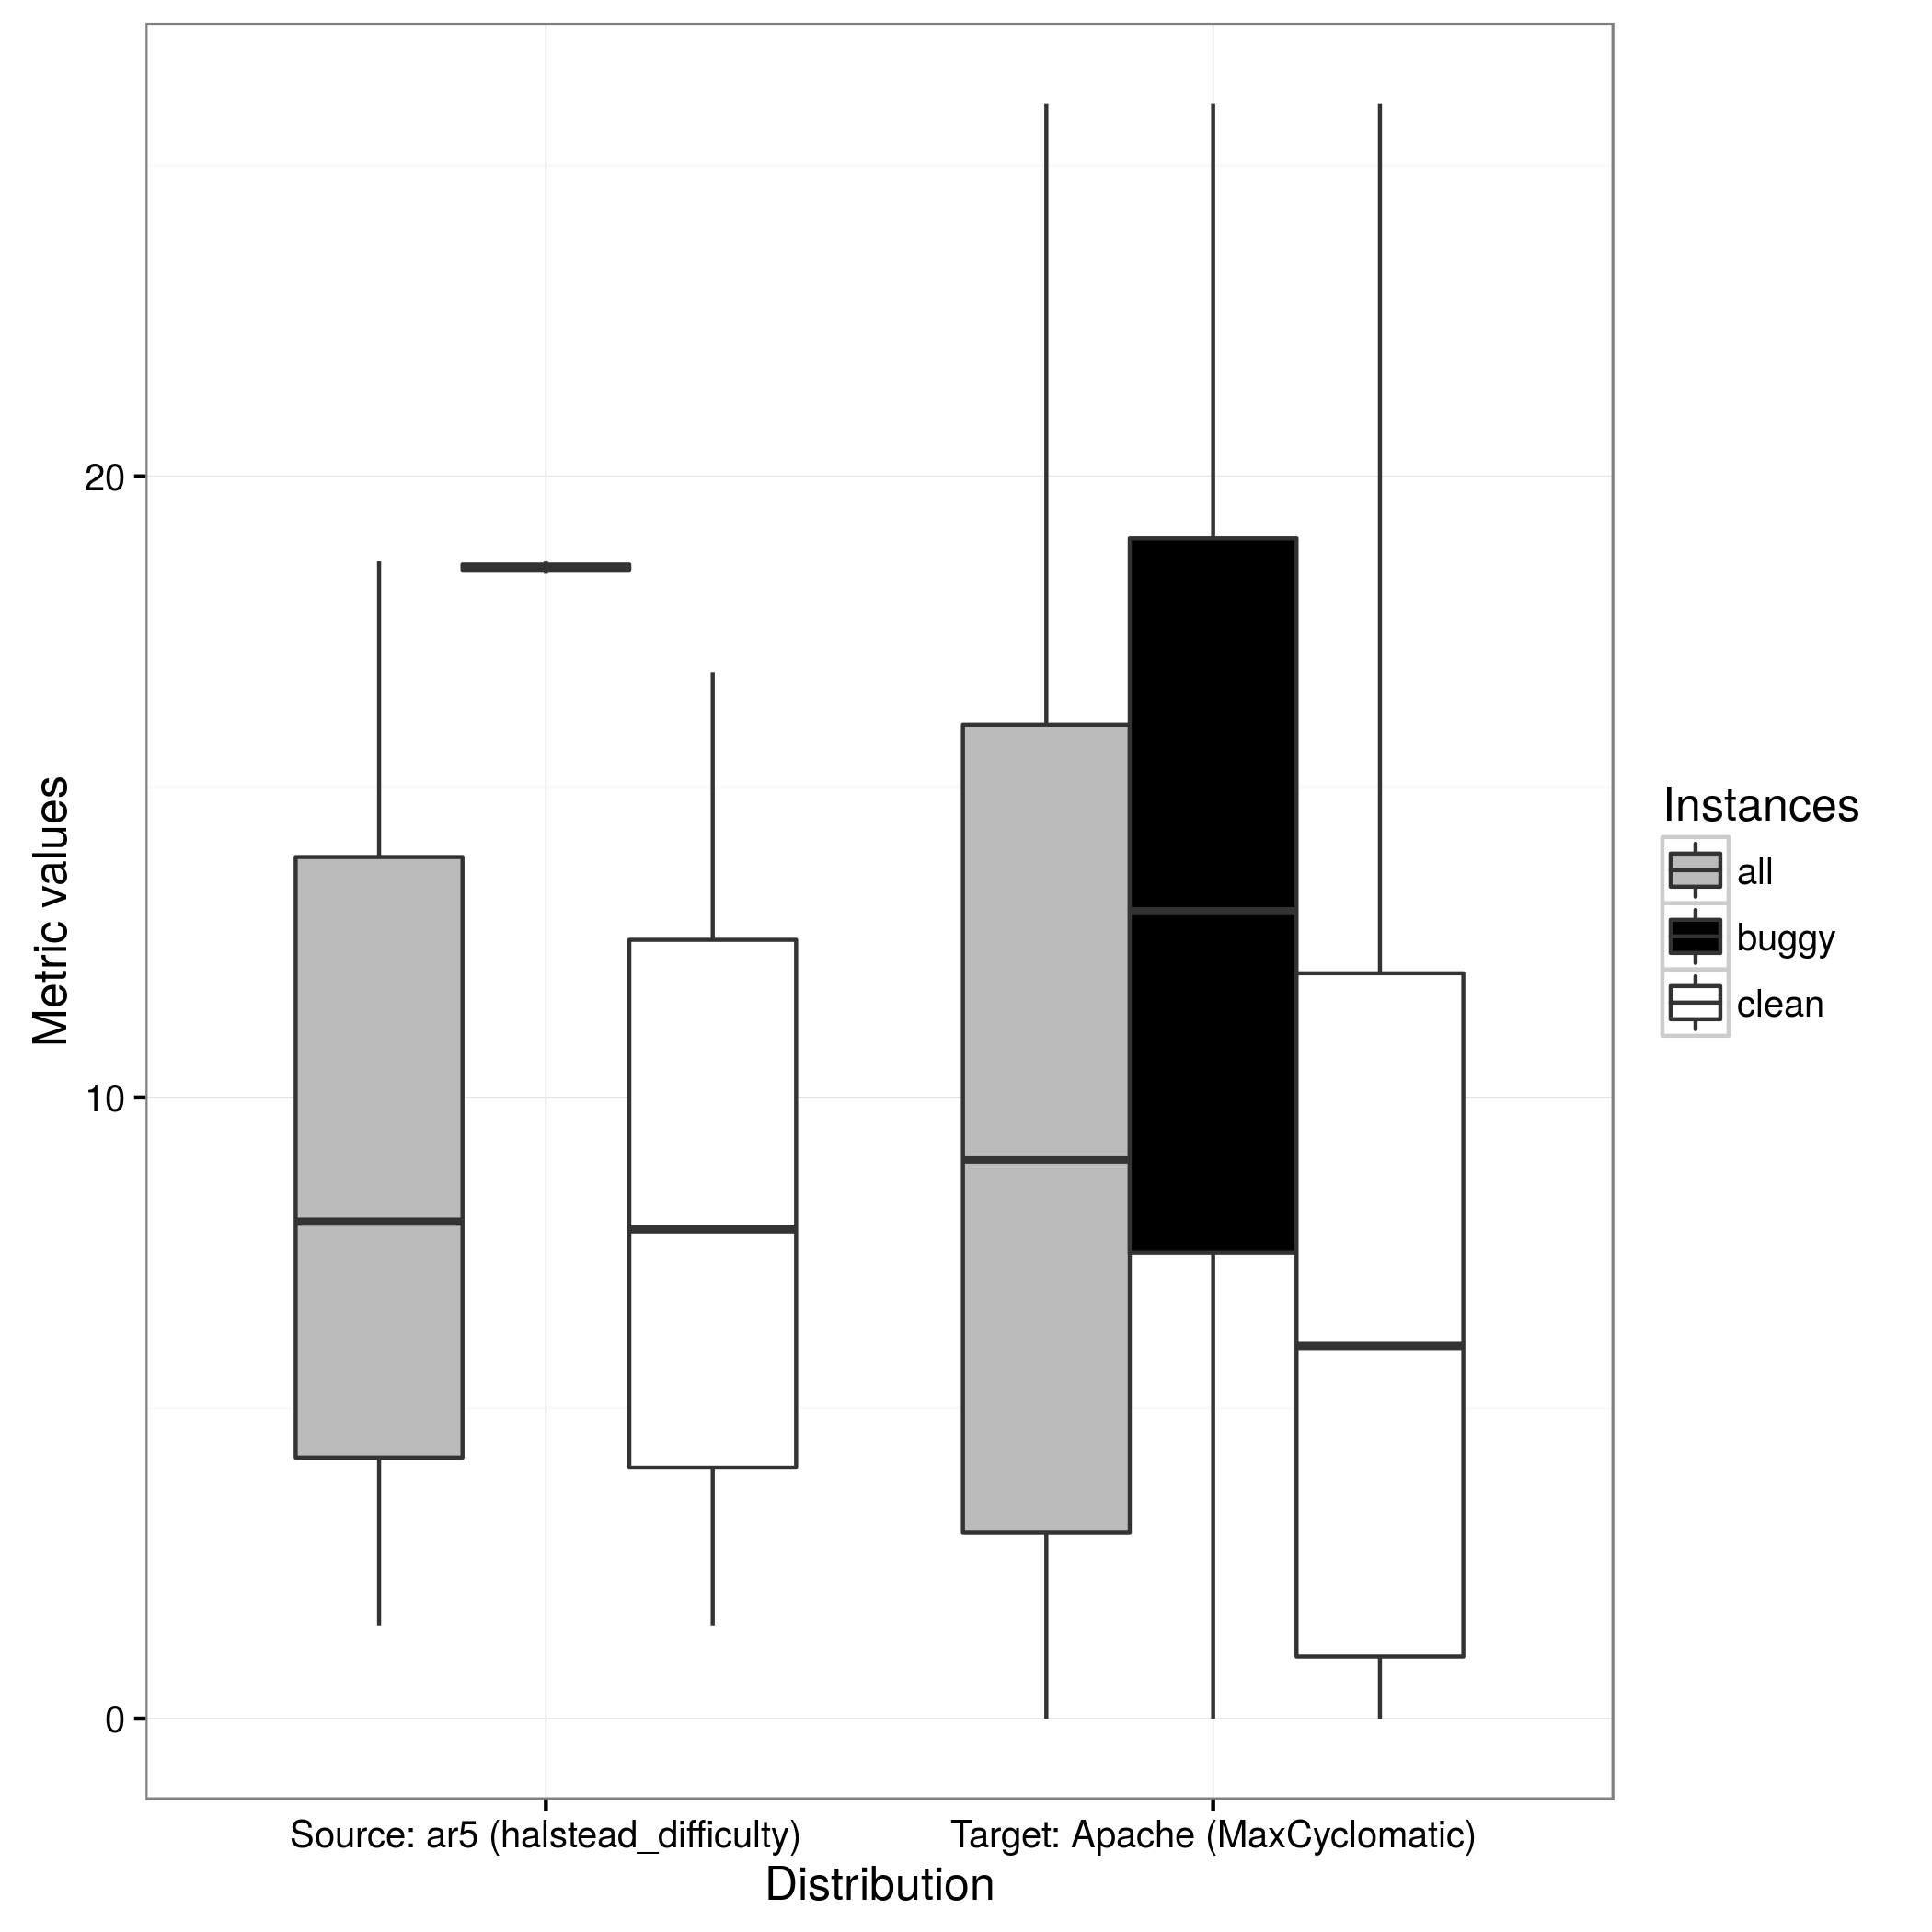 Metric values
20
10
0
Source: ar5 (halstead_difficulty)
Target: Apache (MaxCyclomatic)
Distribution
Instances
all
buggy
clean